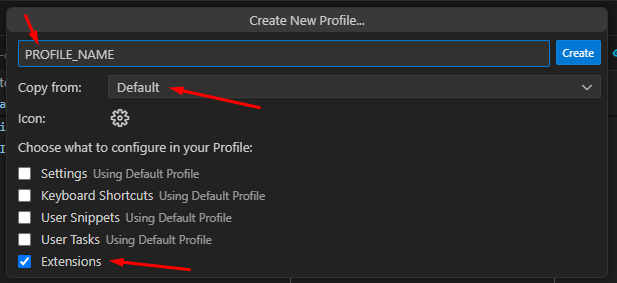 Create New Profile...
PROFILE_NAME
Create
Copy from: Default
Icon:
Choose what to configure in your Profile:
Settings Using Default Profile
Keyboard Shortcuts Using Default Profile
User Snippets Using Default Profile
User Tasks Using Default Profile
Extensions